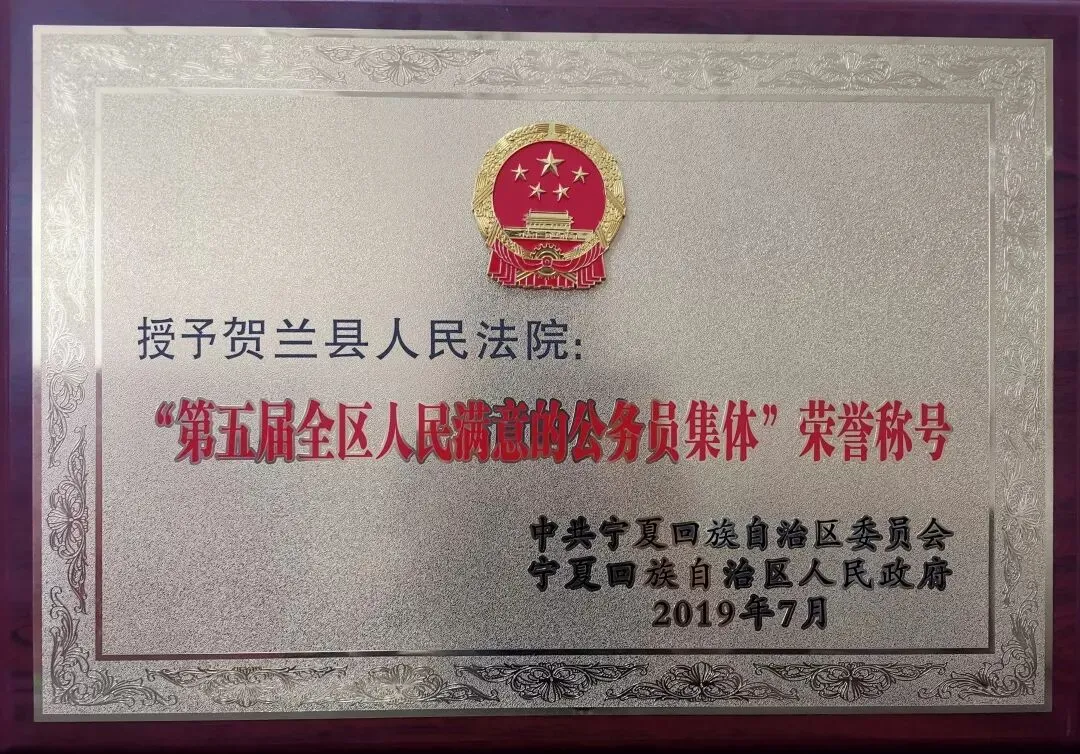 授予贺兰县人民法院：
“第五届全区人民满意的公务员集体”荣誉称号
中共宁夏回族自治区委员会
宁夏回族自治区人民政府
2019年7月